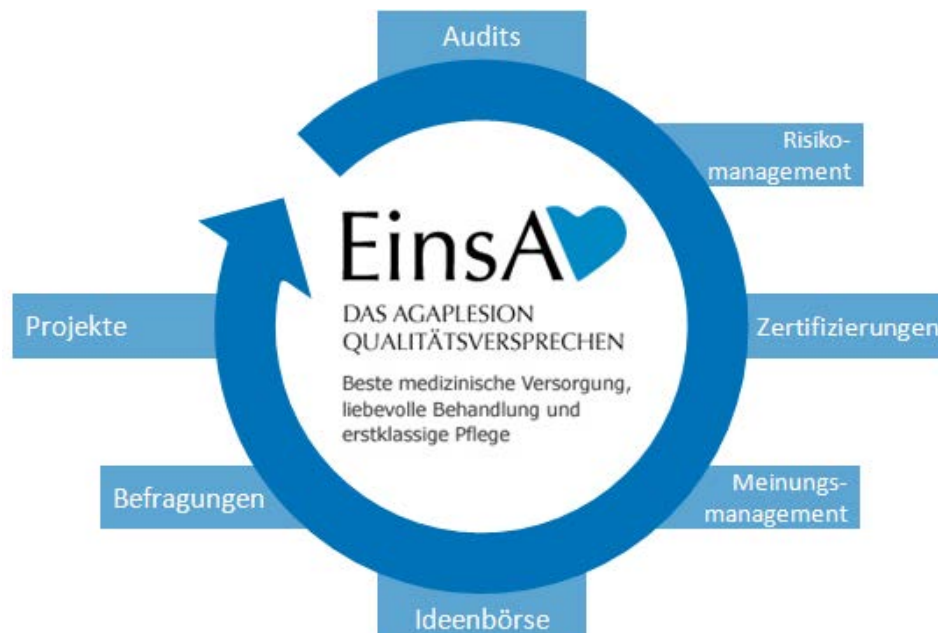 Audits
Risiko-
management
EinsA
DAS AGAPLESION
QUALITÄTSVERSPRECHEN
Beste medizinische Versorgung,
liebevolle Behandlung und
erstklassige Pflege
Projekte
Zertifizierungen
Befragungen
Meinungs-
management
Ideenbörse